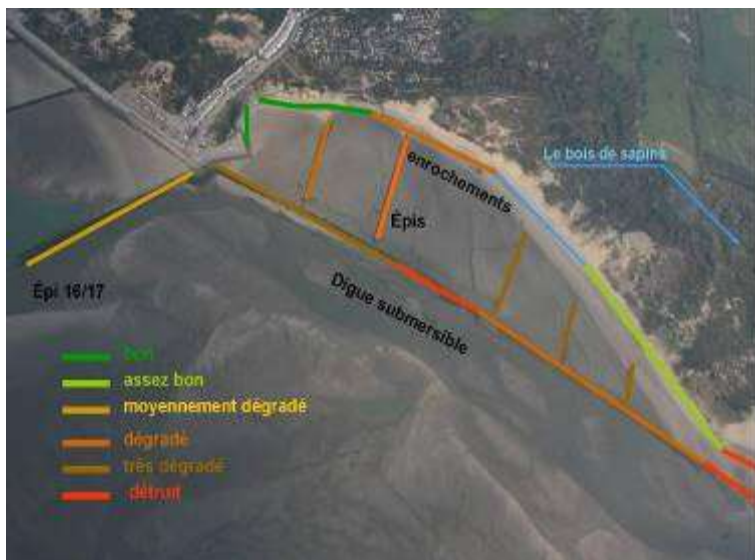 Le bois de sapins
enrochements
Épis
Digue submersible
Épi 16/17
bon
assez bon
moyennement dégradé
dégradé
très dégradé
détruit